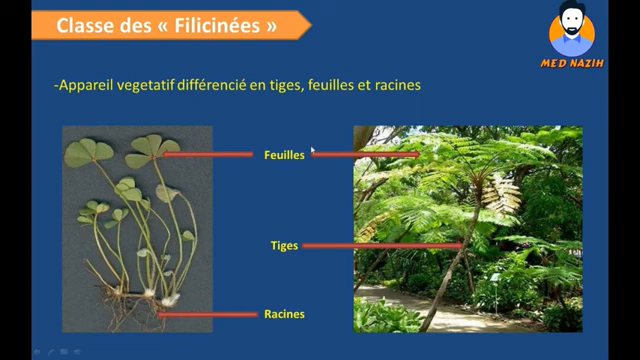 Classe des « Filicinées »
MED NAZIH
-Appareil vegetatif différencié en tiges, feuilles et racines
Feuilles
Tiges
Racines